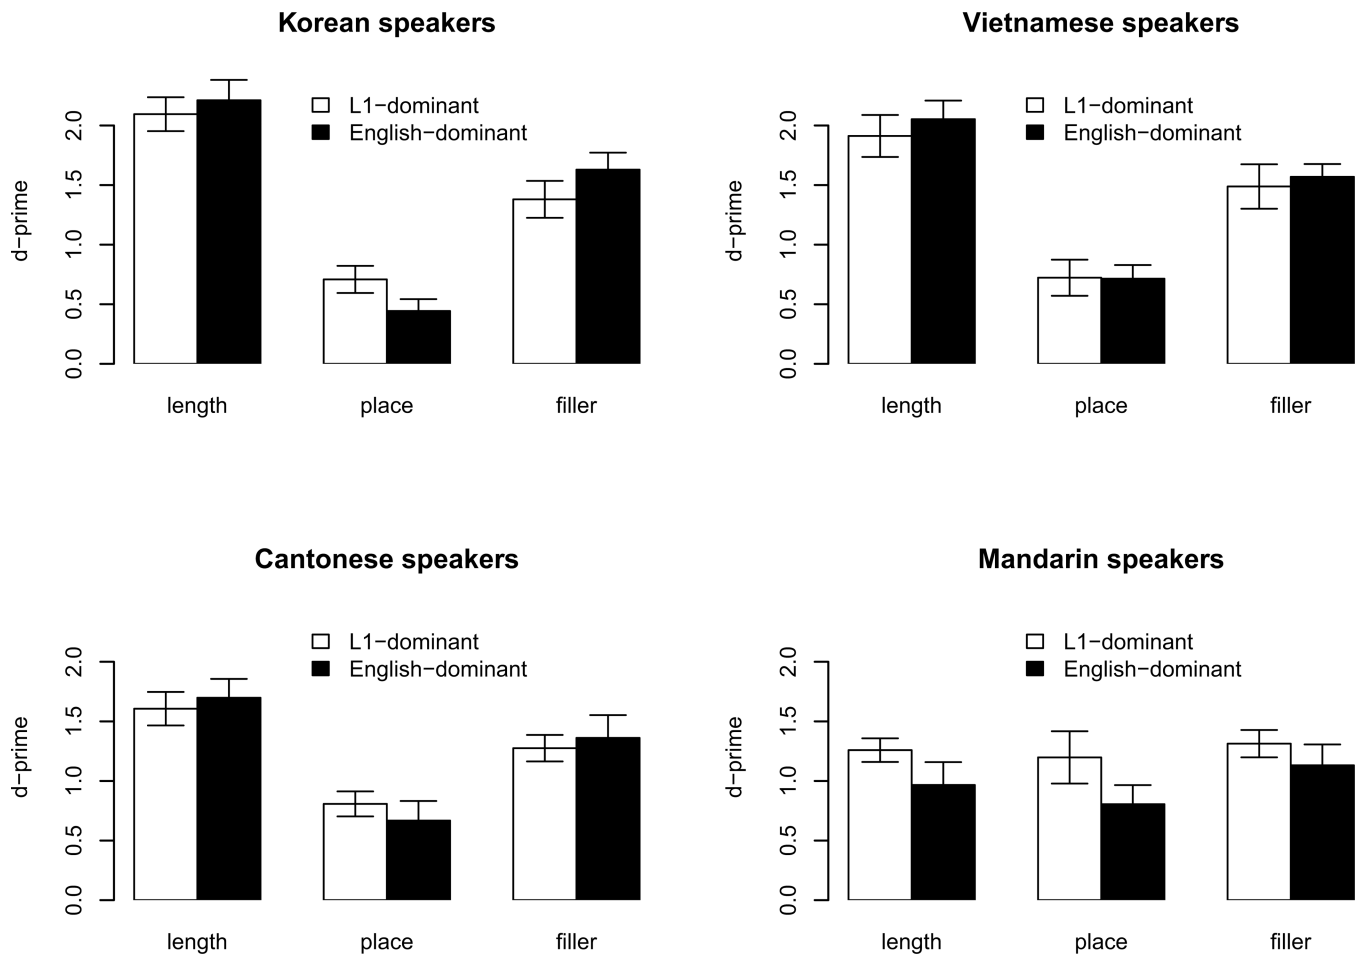 Korean speakers
L1−dominant
English−dominant
d−prime
0.0
0.5
1.0
1.5
2.0
length
place
filler
Vietnamese speakers
L1−dominant
English−dominant
d−prime
0.0
0.5
1.0
1.5
2.0
length
place
filler
Cantonese speakers
L1−dominant
English−dominant
d−prime
0.0
0.5
1.0
1.5
2.0
length
place
filler
Mandarin speakers
L1−dominant
English−dominant
d−prime
0.0
0.5
1.0
1.5
2.0
length
place
filler